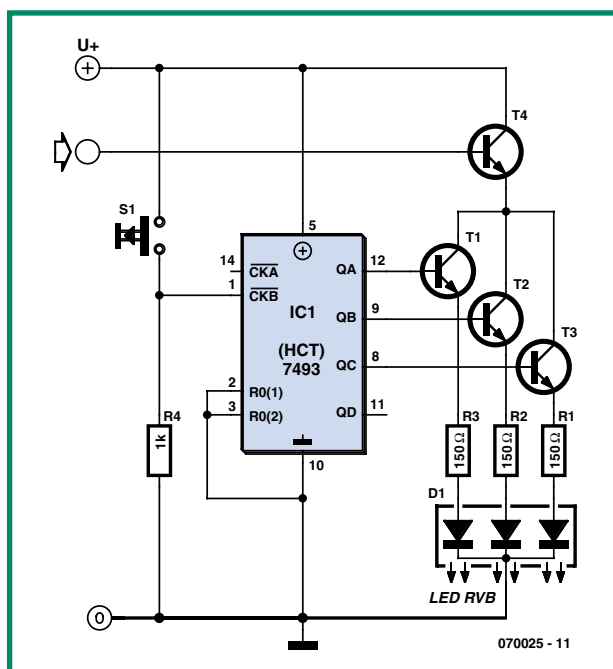 U+
T4
S1
5
T1
14
CKA
QA
12
1
CKB
T2
IC1
QB
9
T3
(HCT)
7493
QC
8
2
R0(1)
3
R0(2)
QD
11
R4
R3
R2
R1
1k
150Ω
150Ω
150Ω
10
D1
LED RVB
0
070025 - 11